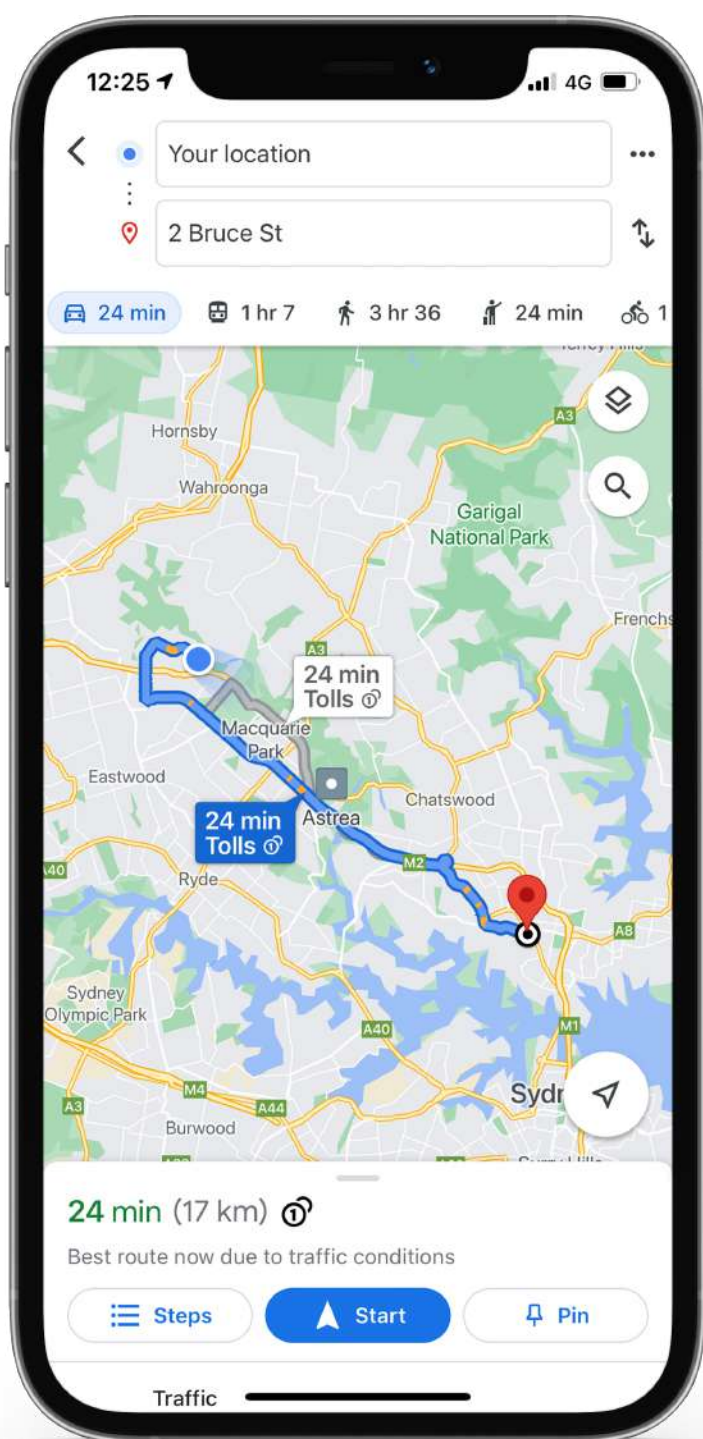 12:25
4G
Your location
2 Bruce St
24 min
1 hr 7
3 hr 36
24 min
1
A3
Hornsby
Wahroonga
Garigal
National Park
Frenchs
A3
24 min
Tolls
Macquarie
Park
Eastwood
Chatswood
24 min
Tolls
Astrea
M2
A40
Ryde
A8
Sydney
Olympic Park
A40
M1
M4
A3
A44
Sydr
Burwood
24 min (17 km)
Best route now due to traffic conditions
Steps
Start
Pin
Traffic